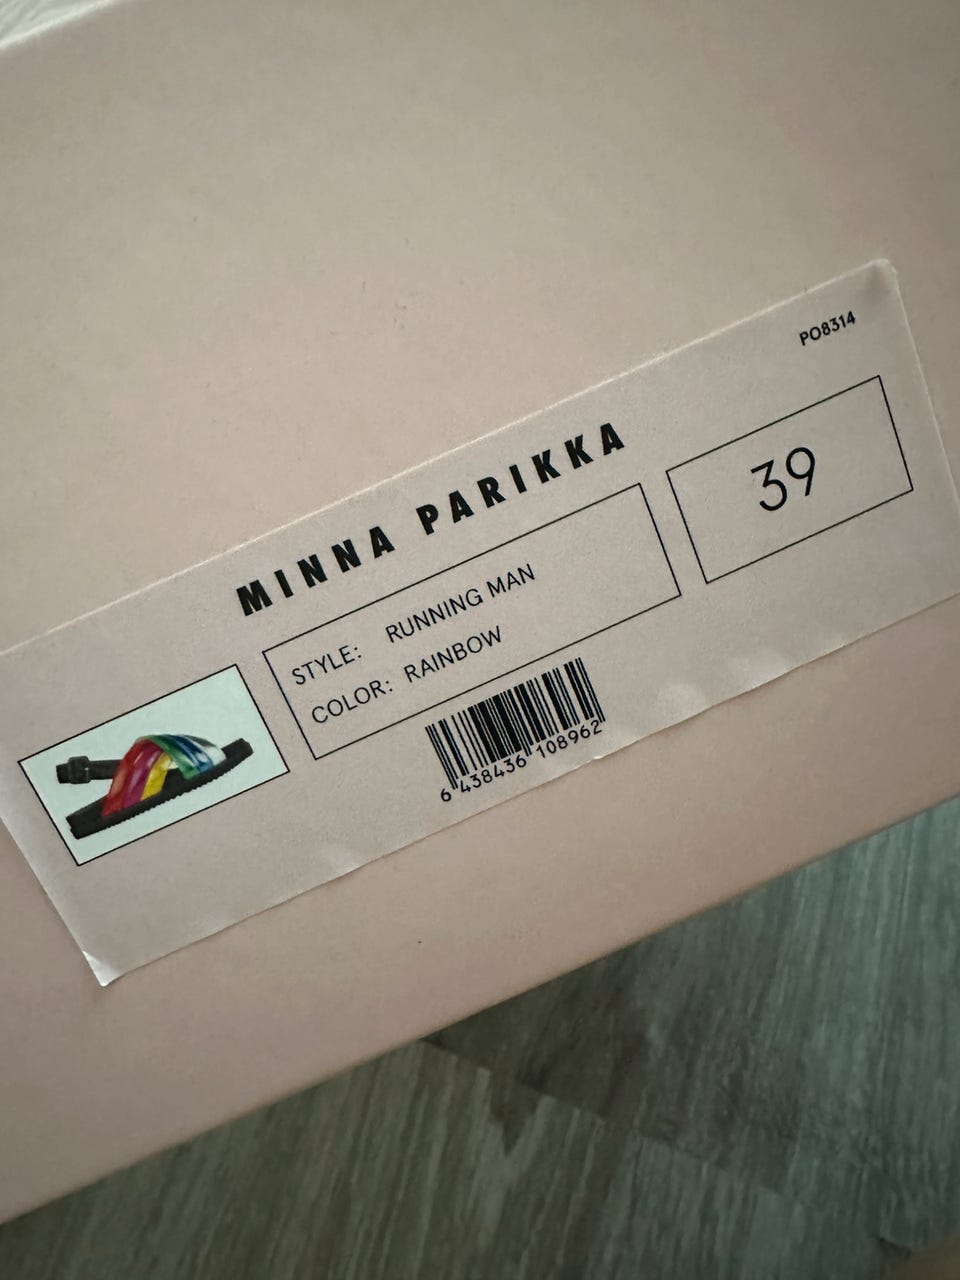 PO8314
MINNA PARIKKA
39
STYLE: RUNNING MAN
COLOR: RAINBOW
6 438436 108962